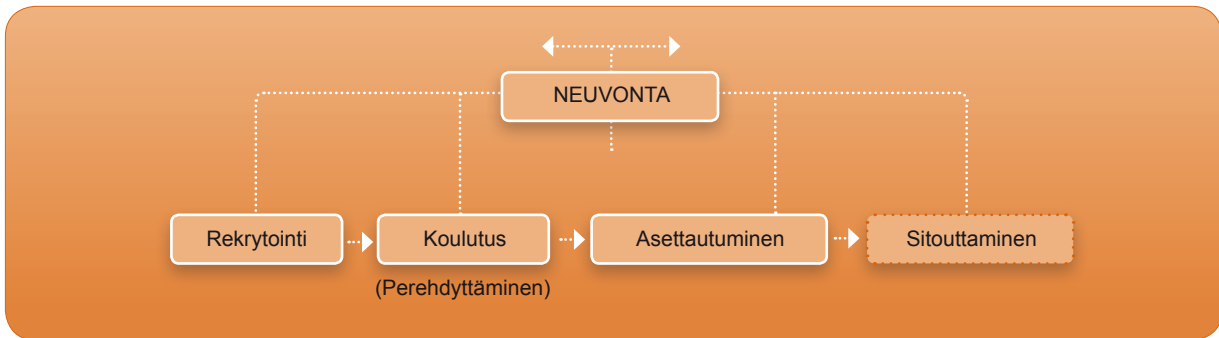 NEUVONTA
Rekrytointi
Koulutus
Asettautuminen
Sitouttaminen
(Perehdyttäminen)